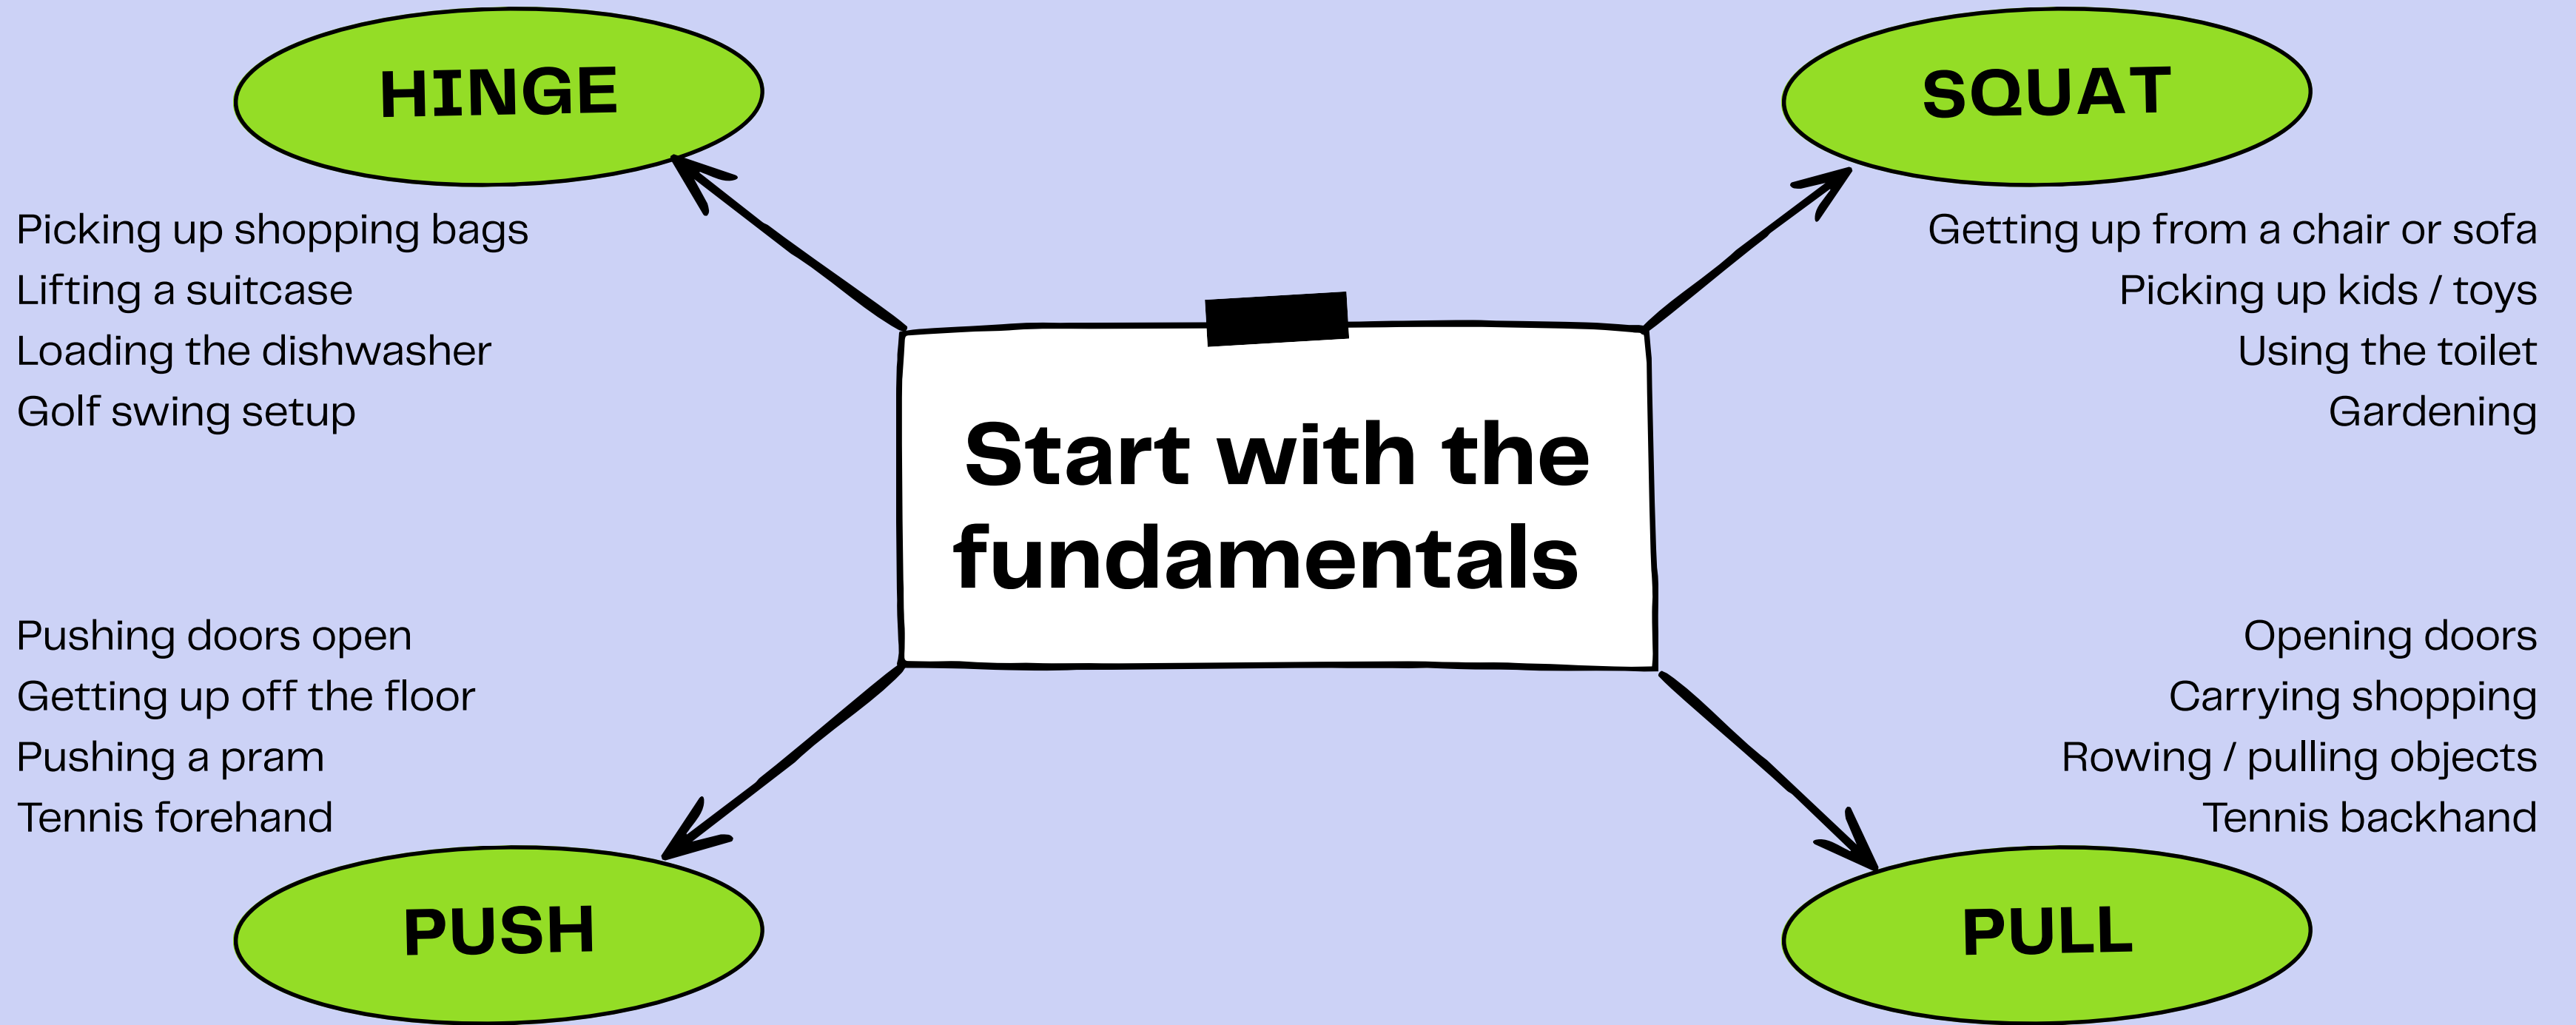 HINGE
Picking up shopping bags
Lifting a suitcase
Loading the dishwasher
Golf swing setup
SQUAT
Getting up from a chair or sofa
Picking up kids / toys
Using the toilet
Gardening
Start with the
fundamentals
Pushing doors open
Getting up off the floor
Pushing a pram
Tennis forehand
PUSH
Opening doors
Carrying shopping
Rowing / pulling objects
Tennis backhand
PULL